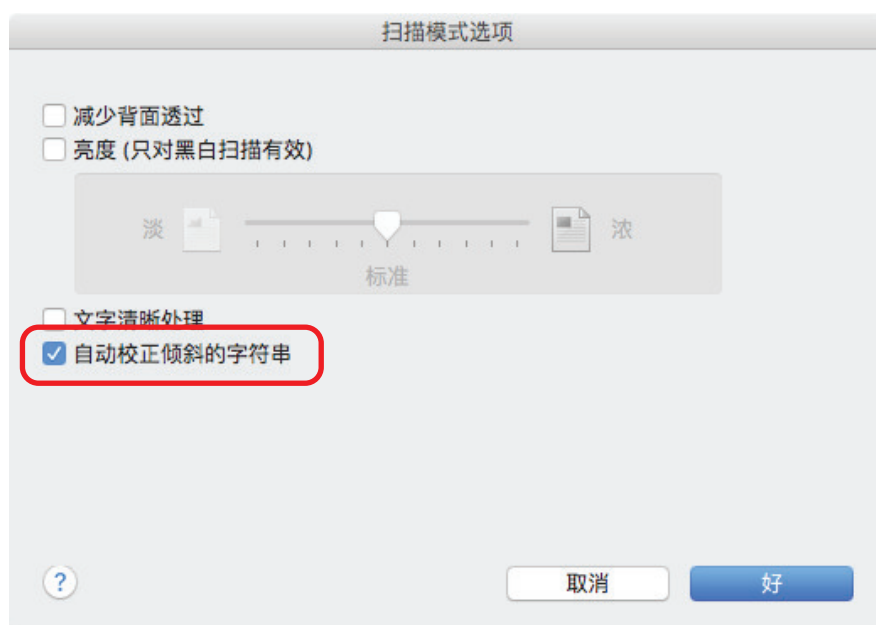 扫描模式选项
减少背面透过
亮度 (只对黑白扫描有效)
淡 浓
标准
文字清晰处理
自动校正倾斜的字符串
? 取消 好